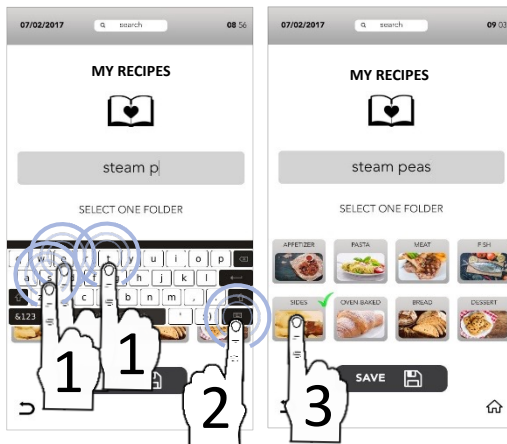 07/02/2017 search 08 56
MY RECIPES
steam p
SELECT ONE FOLDER
w e r t y u i o p
a s g h j k l
z
&123
1 1 2
07/02/2017 search 09 03
MY RECIPES
steam peas
SELECT ONE FOLDER
APPETIZER PASTA MEAT FISH
SIDES OVEN BAKED BREAD DESSERT
SAVE
3